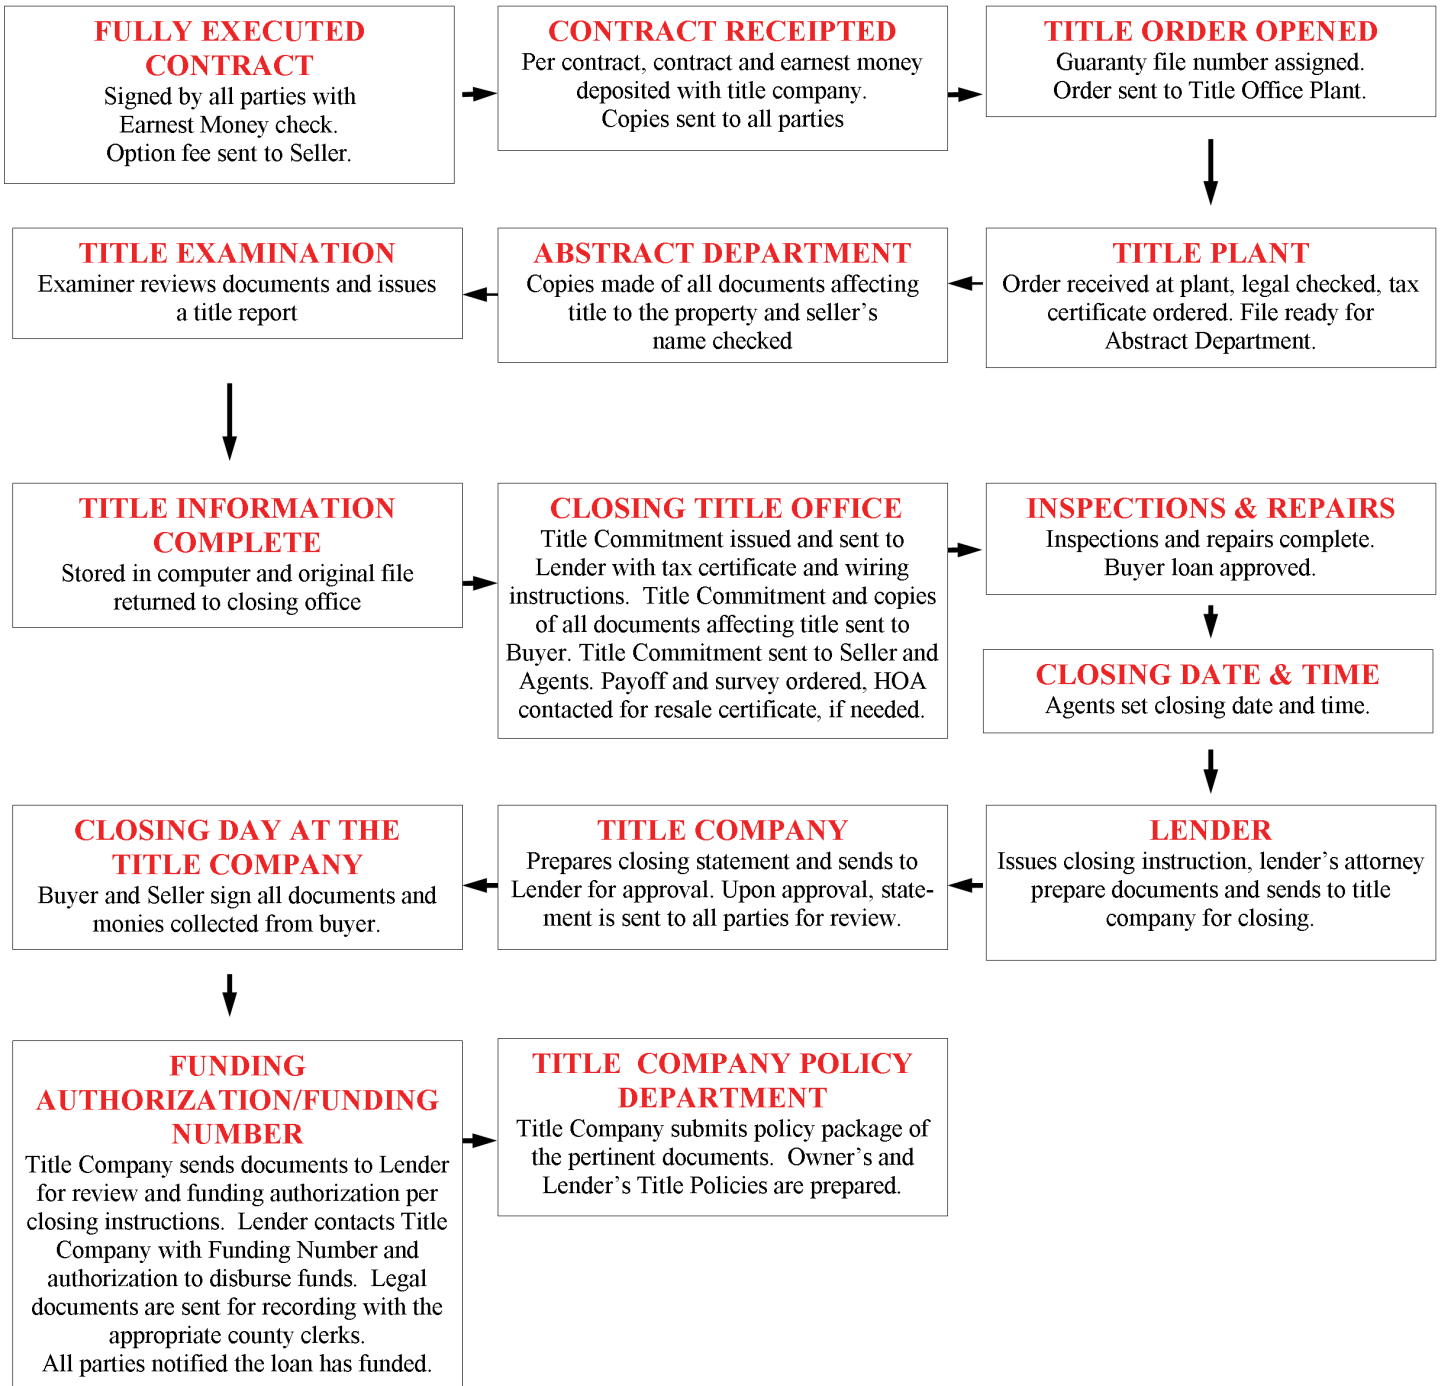 FULLY EXECUTED
CONTRACT
Signed by all parties with
Earnest Money check.
Option fee sent to Seller.
CONTRACT RECEIPTED
Per contract, contract and earnest money
deposited with title company.
Copies sent to all parties
TITLE ORDER OPENED
Guaranty file number assigned.
Order sent to Title Office Plant.
TITLE PLANT
Order received at plant, legal checked, tax
certificate ordered. File ready for
Abstract Department.
ABSTRACT DEPARTMENT
Copies made of all documents affecting
title to the property and seller’s
name checked
TITLE EXAMINATION
Examiner reviews documents and issues
a title report
TITLE INFORMATION
COMPLETE
Stored in computer and original file
returned to closing office
CLOSING TITLE OFFICE
Title Commitment issued and sent to
Lender with tax certificate and wiring
instructions.  Title Commitment and copies
of all documents affecting title sent to
Buyer. Title Commitment sent to Seller and
Agents. Payoff and survey ordered, HOA
contacted for resale certificate, if needed.
INSPECTIONS & REPAIRS
Inspections and repairs complete.
Buyer loan approved.
CLOSING DATE & TIME
Agents set closing date and time.
LENDER
Issues closing instruction, lender’s attorney
prepare documents and sends to title
company for closing.
TITLE COMPANY
Prepares closing statement and sends to
Lender for approval. Upon approval, state-
ment is sent to all parties for review.
CLOSING DAY AT THE
TITLE COMPANY
Buyer and Seller sign all documents and
monies collected from buyer.
FUNDING
AUTHORIZATION/FUNDING
NUMBER
Title Company sends documents to Lender
for review and funding authorization per
closing instructions.  Lender contacts Title
Company with Funding Number and
authorization to disburse funds.  Legal
documents are sent for recording with the
appropriate county clerks.
All parties notified the loan has funded.
TITLE  COMPANY POLICY
DEPARTMENT
Title Company submits policy package of
the pertinent documents.  Owner’s and
Lender’s Title Policies are prepared.